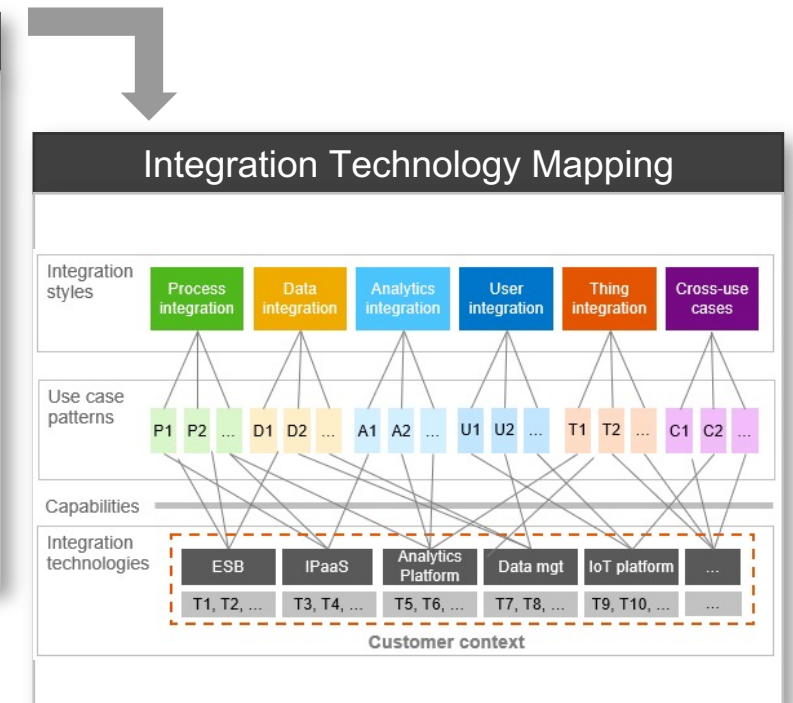 Integration Technology Mapping
Integration
styles
Process
integration
Data
integration
Analytics
integration
User
integration
Thing
integration
Cross-use
cases
Use case
patterns
P1 P2 ... D1 D2 ... A1 A2 ... U1 U2 ... T1 T2 ... C1 C2 ...
Capabilities
Integration
technologies
ESB
IPaaS
Analytics
Platform
Data mgt
IoT platform
...
T1, T2, ...
T3, T4, ...
T5, T6, ...
T7, T8, ...
T9, T10, ...
...
Customer context